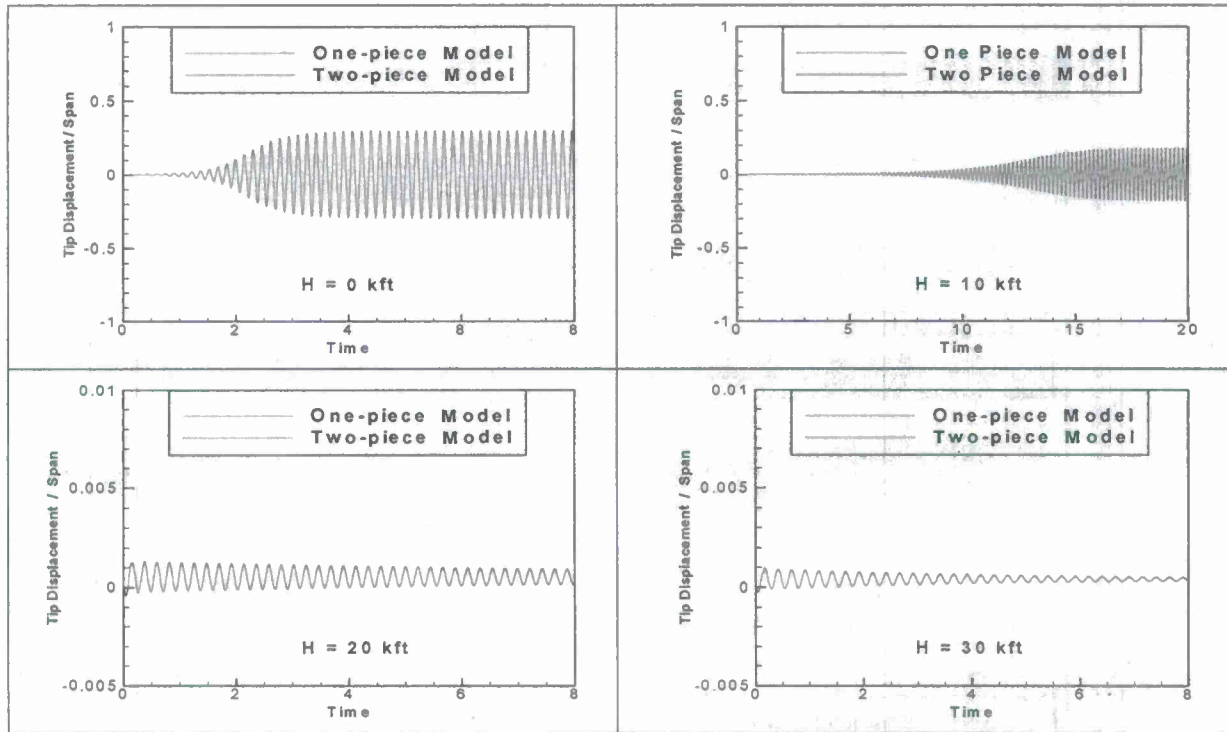 One-piece Model
Two-piece Model
Tip Displacement / Span
1
0.5
0
-0.5
-1
H = 0 kft
0 2 4 6 8
Time
One Piece Model
Two Piece Model
Tip Displacement / Span
1
0.5
0
-0.5
-1
H = 10 kft
0 5 10 15 20
Time
One-piece Model
Two-piece Model
Tip Displacement / Span
0.01
0.005
0
-0.005
H = 20 kft
0 2 4 6 8
Time
One-piece Model
Two-piece Model
Tip Displacement / Span
0.01
0.005
0
-0.005
H = 30 kft
0 2 4 6 8
Time